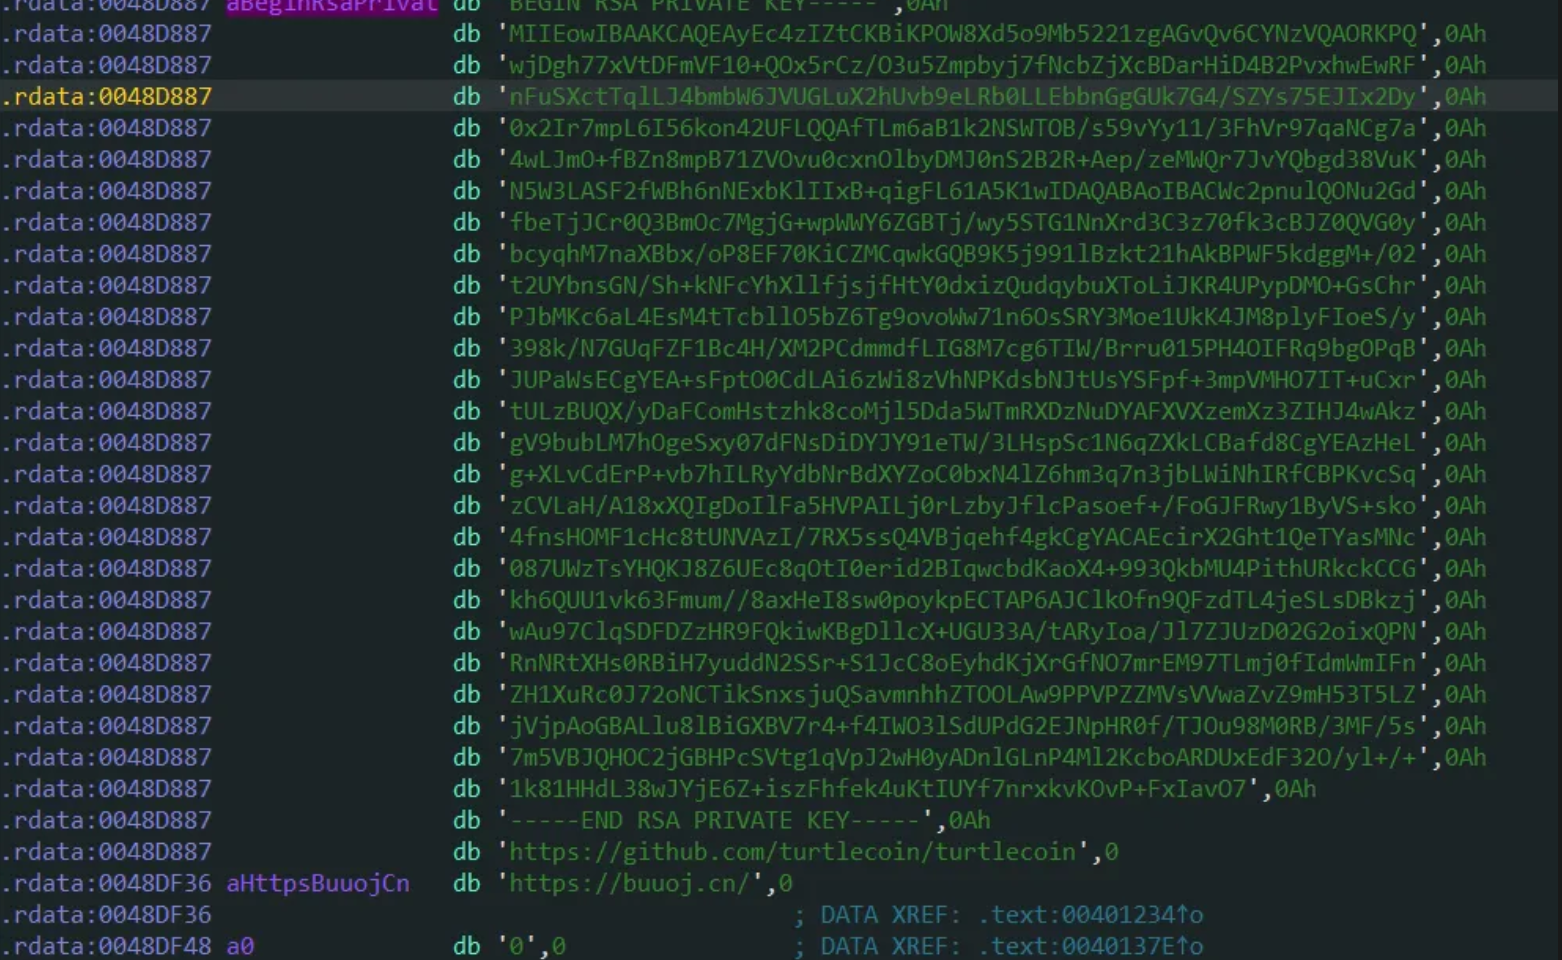 .rdata:0048D887 aBeginRsaPrivat db 'BEGIN RSA PRIVATE KEY-----',0Ah
.rdata:0048D887 db 'MIIEowIBAAKCAQEAyEc4zIZtCKBiKPOW8Xd5o9Mb5221zgAGvQv6CYNzVQAORKPQ',0Ah
.rdata:0048D887 db 'wjDgh77xVtDFmVF10+QOx5rCz/O3u5Zmpbyj7fNcbZjXcBDarHiD4B2PvxhwEwRF',0Ah
.rdata:0048D887 db 'nFuSXctTqlLJ4bmbW6JVUGLuX2hUvb9eLRb0LLEbbnGgGUk7G4/SZYs75EJIx2Dy',0Ah
.rdata:0048D887 db '0x2Ir7mpL6I56kon42UFLQQAfTLm6aB1k2NSWTOB/s59vYy11/3FhVr97qaNCg7a',0Ah
.rdata:0048D887 db '4wLJmO+fBZn8mpB71ZVOvu0cxnOlbyDMJ0nS2B2R+Aep/zeMWQr7JvYQbgd38VuK',0Ah
.rdata:0048D887 db 'N5W3LASF2fWBh6nNExbKlIIxB+qigFL61A5K1wIDAQABAoIBACWc2pnulQONu2Gd',0Ah
.rdata:0048D887 db 'fbeTjJCr0Q3BmOc7MgjG+wpWWY6ZGBTj/wy5STG1NnXrd3C3z70fk3cBJZ0QVG0y',0Ah
.rdata:0048D887 db 'bcyqhM7naXBbx/oP8EF70KiCZMCqwkGQB9K5j991lBzkt21hAkBPWF5kdggM+/02',0Ah
.rdata:0048D887 db 't2UYbnsGN/Sh+kNFcYhXllfjsjfHtY0dxizQudqybuXToLiJKR4UPypDMO+GsChr',0Ah
.rdata:0048D887 db 'PJbMKc6aL4EsM4tTcbllO5bZ6Tg9ovoWw71n6OsSRY3Moe1UkK4JM8plyFIoeS/y',0Ah
.rdata:0048D887 db '398k/N7GUqFZF1Bc4H/XM2PCdmmdfLIG8M7cg6TIW/Brru015PH4OIFRq9bgOPqB',0Ah
.rdata:0048D887 db 'JUPaWsECgYEA+sFptO0CdLAi6zWi8zVhNPKdsbNJtUsYSFpf+3mpVMHO7IT+uCxr',0Ah
.rdata:0048D887 db 'tULzBUQX/yDaFComHstzhk8coMjl5Dda5WTmRXDzNuDYAFXVXzemXz3ZIHJ4wAkz',0Ah
.rdata:0048D887 db 'gV9bubLM7hOgeSxy07dFNsDiDYJY91eTW/3LHspSc1N6qZXkLCBafd8CgYEAzHeL',0Ah
.rdata:0048D887 db 'g+XLvCdErP+vb7hILRyYdbNrBdXYZoC0bxN4lZ6hm3q7n3jbLWiNhIRfCBPKvcSq',0Ah
.rdata:0048D887 db 'zCVLaH/A18xXQIgDoIlFa5HVPAILj0rLzbyJflcPasoef+/FoGJFRwy1ByVS+sko',0Ah
.rdata:0048D887 db '4fnsHOMF1cHc8tUNVAzI/7RX5ssQ4VBjqehf4gkCgYACAEcirX2Ght1QeTYasMNc',0Ah
.rdata:0048D887 db '087UWzTsYHQKJ8Z6UEc8qOtI0erid2BIqwcbdKaoX4+993QkbMU4PithURkckCCG',0Ah
.rdata:0048D887 db 'kh6QUU1vk63Fmum//8axHeI8sw0poykpECTAP6AJClkOfn9QFzdTL4jeSLsDBkzj',0Ah
.rdata:0048D887 db 'wAu97ClqSDFDZzHR9FQkiwKBgDllcX+UGU33A/tARyIoa/Jl7ZJUzD02G2oixQPN',0Ah
.rdata:0048D887 db 'RnNRtXHs0RBiH7yuddN2SSr+S1JcC8oEyhdKjXrGfNO7mrEM97TLmj0fIdmWmIFn',0Ah
.rdata:0048D887 db 'ZH1XuRc0J72oNCTikSnxsjuQSavmnhhZTOOLAw9PPVPZZMVsVVwaZvZ9mH53T5LZ',0Ah
.rdata:0048D887 db 'jVjpAoGBALlu8lBiGXBV7r4+f4IWO3lSdUPdG2EJNpHR0f/TJOu98M0RB/3MF/5s',0Ah
.rdata:0048D887 db '7m5VBJQHOC2jGBHPcSVtg1qVpJ2wH0yADnlGLnP4Ml2KcboARDUxEdF32O/yl+/+',0Ah
.rdata:0048D887 db '1k81HHdL38wJYjE6Z+iszFhfek4uKtIUYf7nrxkvKOvP+FxIavO7',0Ah
.rdata:0048D887 db '-----END RSA PRIVATE KEY-----',0Ah
.rdata:0048D887 db 'https://github.com/turtlecoin/turtlecoin',0
.rdata:0048DF36 aHttpsBuuojCn db 'https://buuoj.cn/',0
.rdata:0048DF36 ; DATA XREF: .text:00401234↑o
.rdata:0048DF48 a0 db '0',0 ; DATA XREF: .text:0040137E↑o